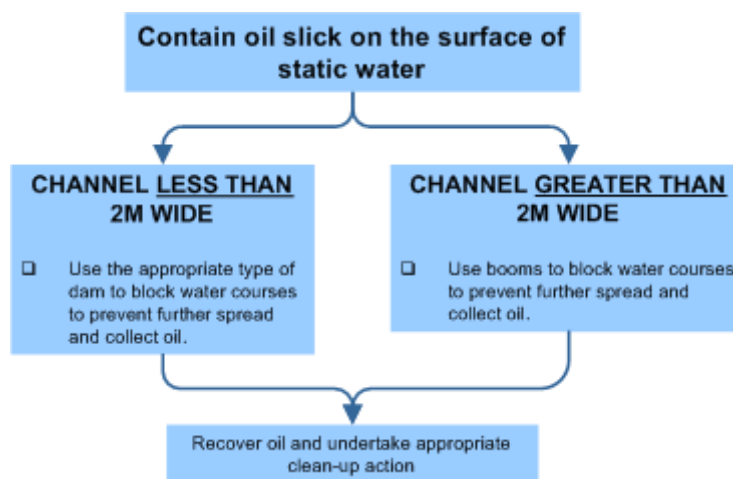 Contain oil slick on the surface of
static water
CHANNEL LESS THAN
2M WIDE
❑ Use the appropriate type of
dam to block water courses
to prevent further spread
and collect oil.
CHANNEL GREATER THAN
2M WIDE
❑ Use booms to block water courses
to prevent further spread and
collect oil.
Recover oil and undertake appropriate
clean-up action